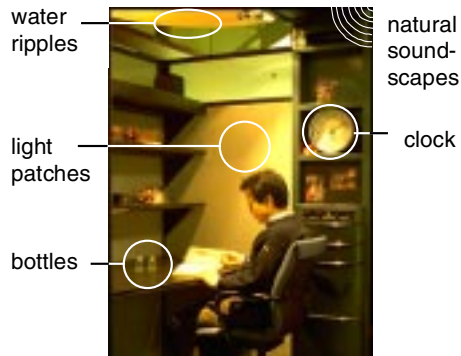 water
ripples
natural
sound-
scapes
clock
light
patches
bottles